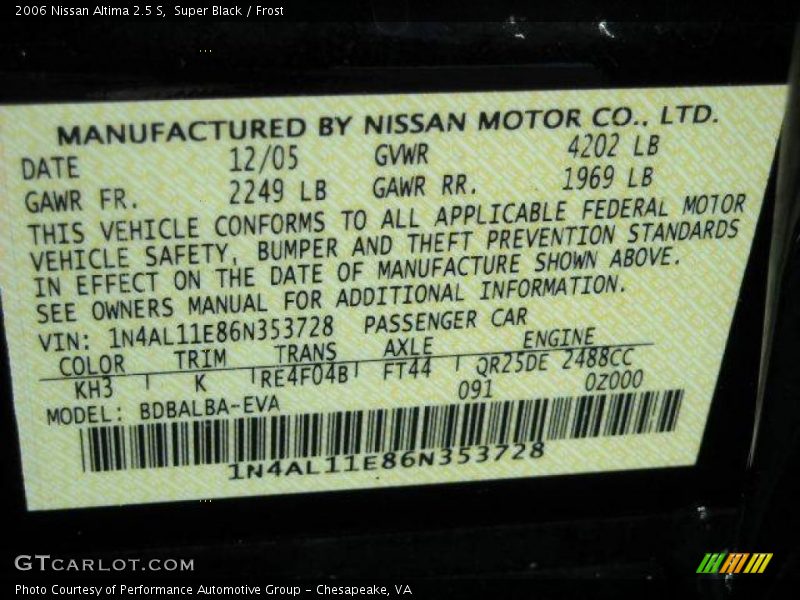 2006 Nissan Altima 2.5 S, Super Black / Frost
MANUFACTURED BY NISSAN MOTOR CO., LTD.
DATE 12/05 GVWR 4202 LB
GAWR FR. 2249 LB GAWR RR. 1969 LB
THIS VEHICLE CONFORMS TO ALL APPLICABLE FEDERAL MOTOR
VEHICLE SAFETY, BUMPER AND THEFT PREVENTION STANDARDS
IN EFFECT ON THE DATE OF MANUFACTURE SHOWN ABOVE.
SEE OWNERS MANUAL FOR ADDITIONAL INFORMATION.
VIN: 1N4AL11E86N353728 PASSENGER CAR
COLOR TRIM TRANS AXLE ENGINE
KH3 K RE4F04B FT44 QR25DE 2488CC
MODEL: BDBALBA-EVA 091 0Z000
1N4AL11E86N353728
GTCARLOT.COM
Photo Courtesy of Performance Automotive Group - Chesapeake, VA